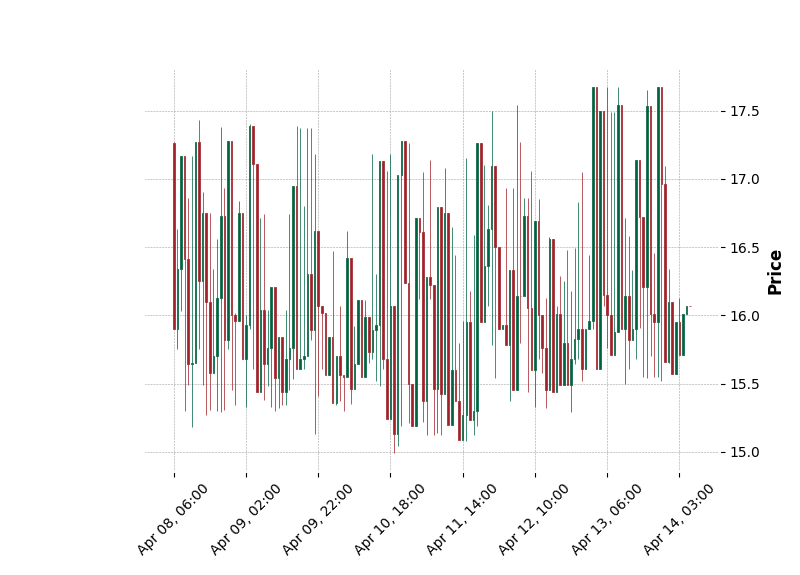 17.5
17.0
16.5
16.0
15.5
15.0
Price
Apr 08, 06:00
Apr 09, 02:00
Apr 09, 22:00
Apr 10, 18:00
Apr 11, 14:00
Apr 12, 10:00
Apr 13, 06:00
Apr 14, 03:00